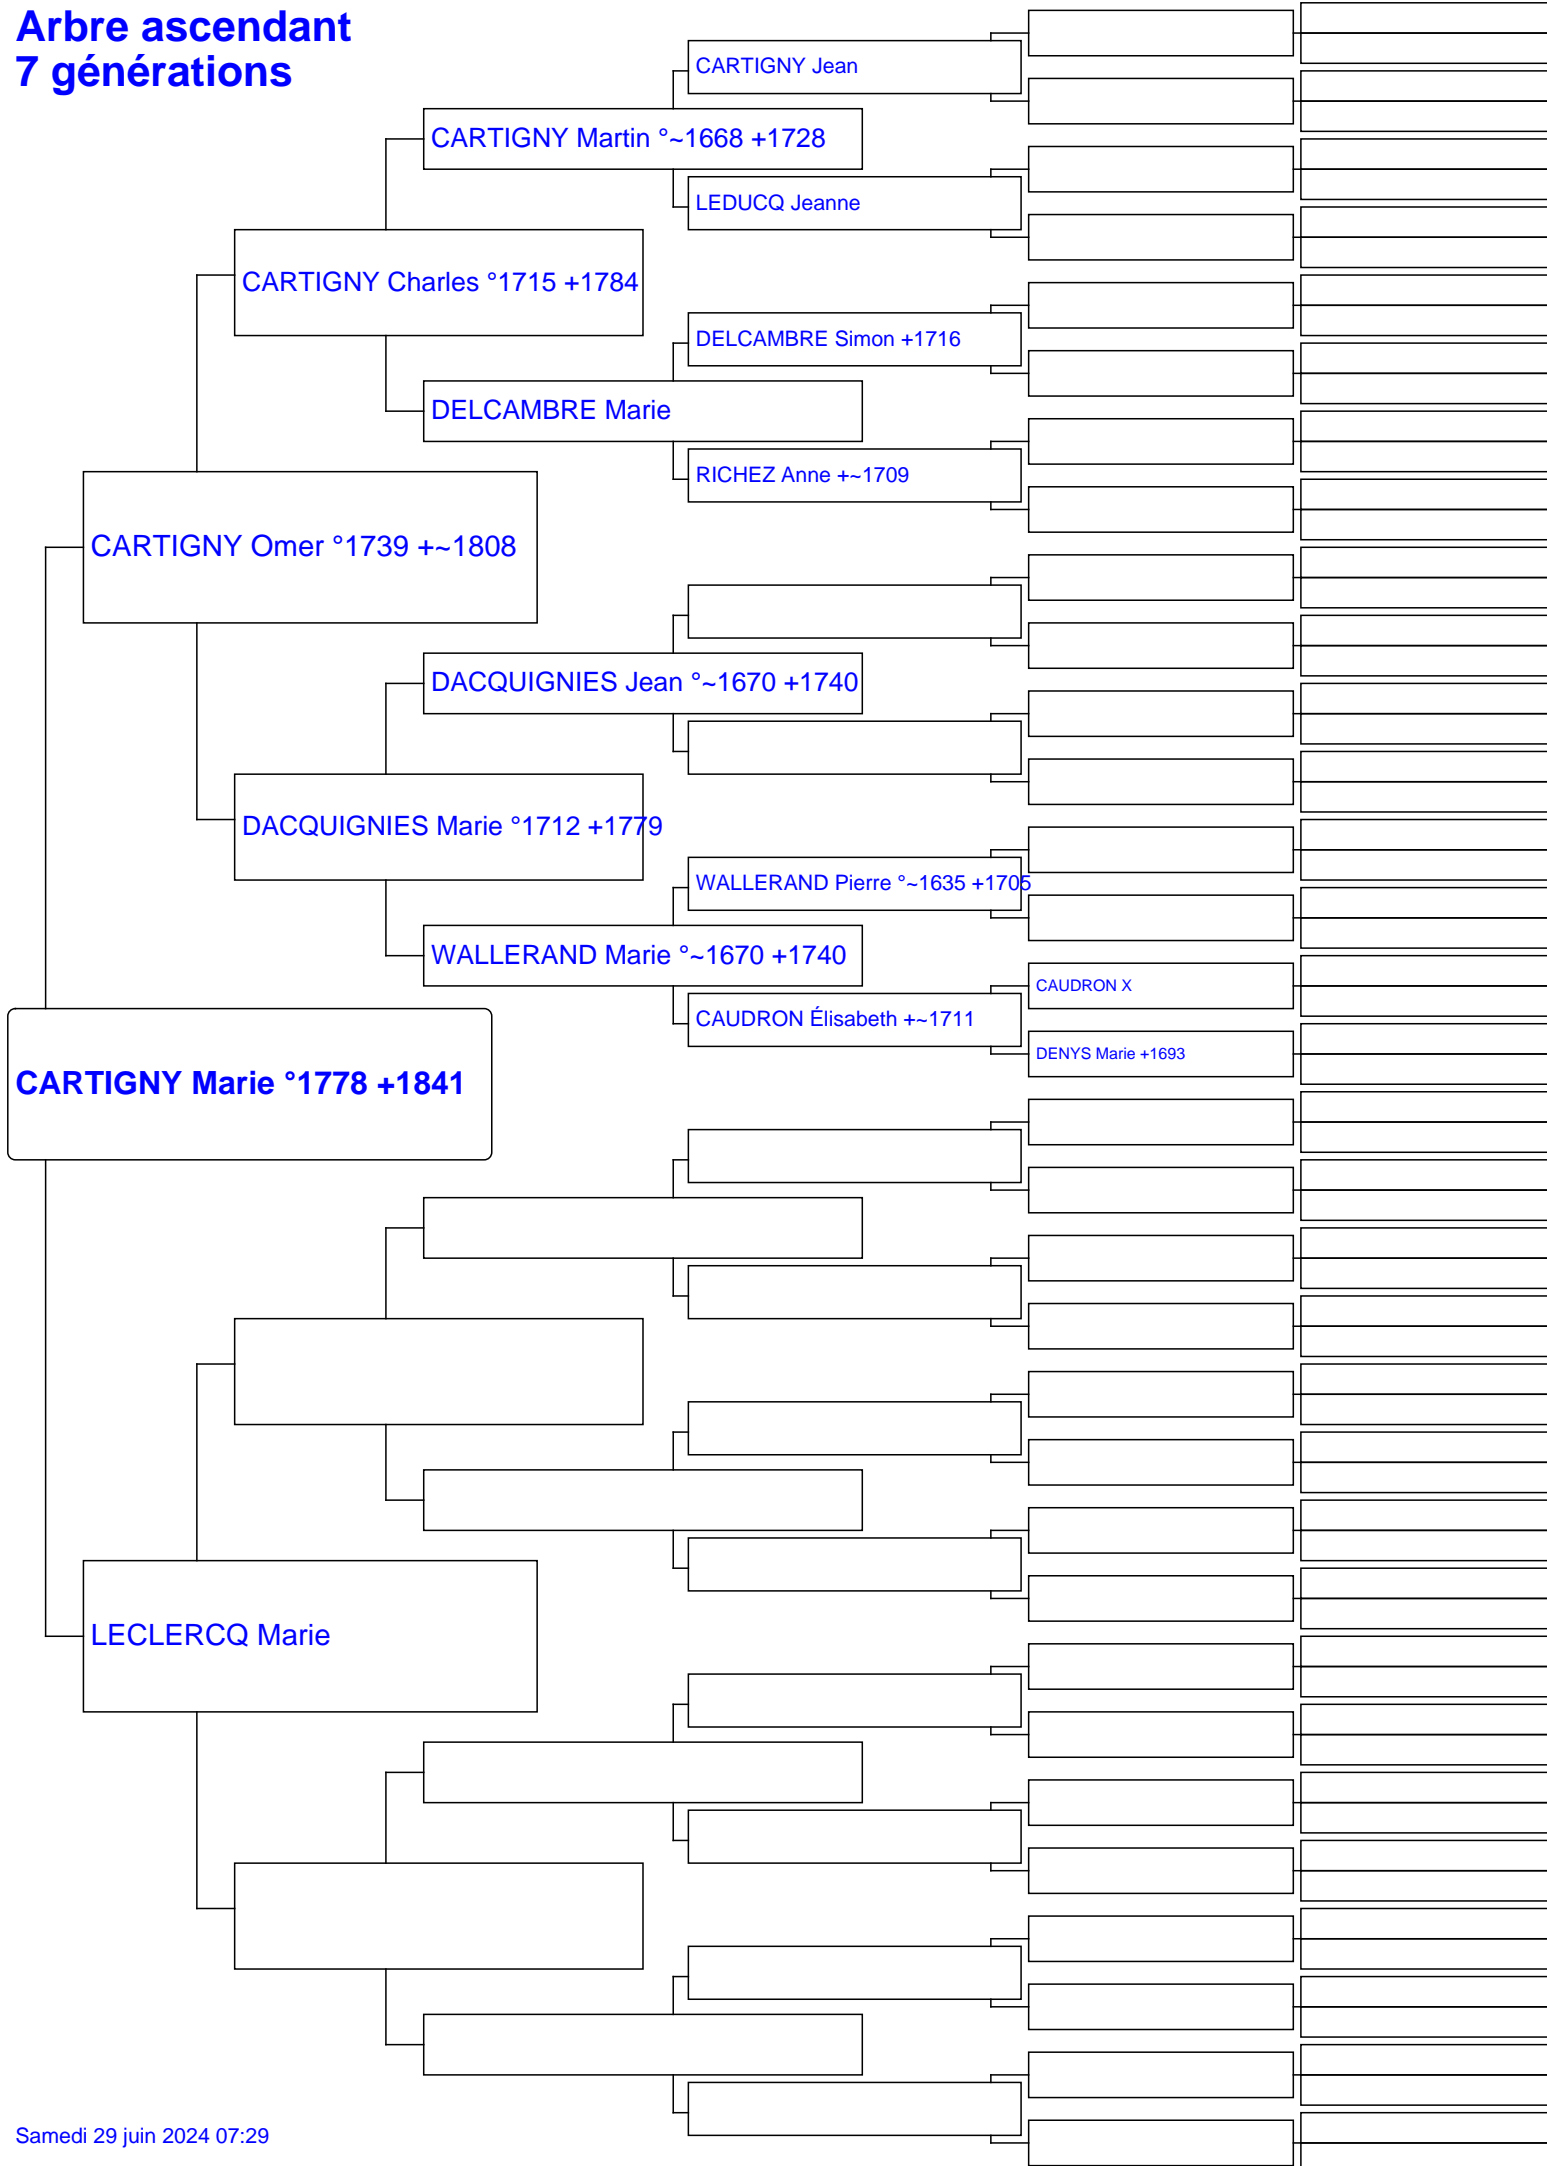 Arbre ascendant
7 générations
CARTIGNY Jean
CARTIGNY Martin °~1668 +1728
LEDUCQ Jeanne
CARTIGNY Charles °1715 +1784
DELCAMBRE Simon +1716
DELCAMBRE Marie
RICHEZ Anne +~1709
CARTIGNY Omer °1739 +~1808
DACQUIGNIES Jean °~1670 +1740
DACQUIGNIES Marie °1712 +1779
WALLERAND Pierre °~1635 +1705
WALLERAND Marie °~1670 +1740
CAUDRON X
CAUDRON Élisabeth +~1711
DENYS Marie +1693
CARTIGNY Marie °1778 +1841
LECLERCQ Marie
Samedi 29 juin 2024 07:29